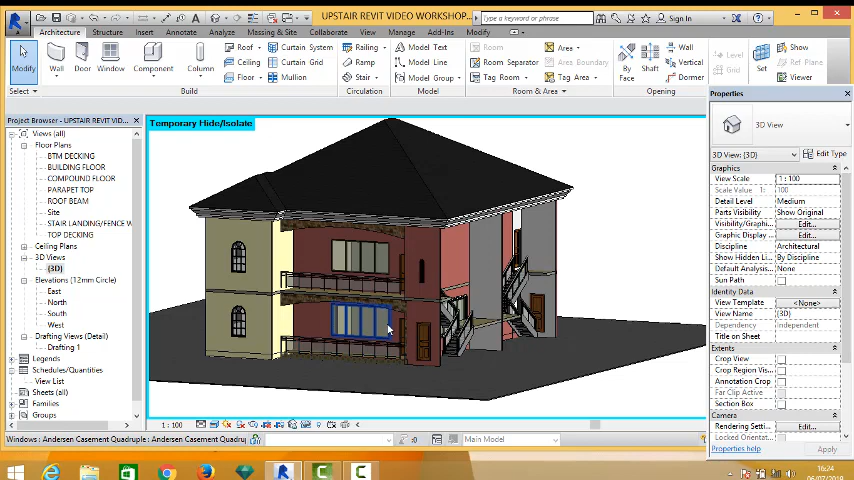 UPSTAIR REVIT VIDEO WORKSHOP...
Type a keyword or phrase
Sign In
Architecture Structure Insert Annotate Analyze Massing & Site Collaborate View Manage Add-Ins Modify
Modify Wall Door Window Component Column
Roof Ceiling Floor
Curtain System Curtain Grid Mullion
Railing Ramp Stair
Model Text Model Line Model Group
Room Room Separator Tag Room
Area Area Boundary Tag Area
By Face Shaft Wall Vertical Dormer
Level Grid
Set Show Ref Plane Viewer
Select Build Circulation Model Room & Area Opening
Project Browser - UPSTAIR REVIT VI...
Views (all)
Floor Plans
BTM DECKING
BUILDING FLOOR
COMPOUND FLOOR
PARAPET TOP
ROOF BEAM
Site
STAIR LANDING/FENCE W
TOP DECKING
Ceiling Plans
3D Views
{3D}
Elevations (12mm Circle)
East
North
South
West
Drafting Views (Detail)
Drafting 1
Legends
Schedules/Quantities
View List
Sheets (all)
Families
Groups
Temporary Hide/Isolate
1 : 100
Properties
3D View
3D View: {3D} Edit Type
Graphics
View Scale 1 : 100
Scale Value 1: 100
Detail Level Medium
Parts Visibility Show Original
Visibility/Graphi... Edit...
Graphic Display ... Edit...
Discipline Architectural
Show Hidden Li... By Discipline
Default Analysis... None
Sun Path
Identity Data
View Template <None>
View Name {3D}
Dependency Independent
Title on Sheet
Extents
Crop View
Crop Region Vis...
Annotation Crop
Far Clip Active
Section Box
Camera
Rendering Setti... Edit...
Locked Orientat...
Properties help Apply
Windows : Andersen Casement Quadruple : Andersen Casement Quadrup
:0 Main Model
16:24
06/07/2019